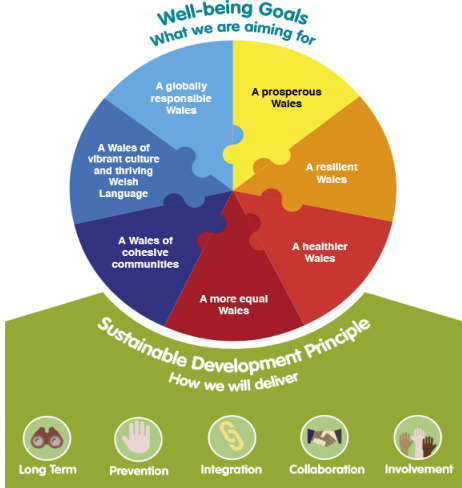 Well-being Goals
What we are aiming for
A globally
responsible
Wales
A prosperous
Wales
A Wales of
vibrant culture
and thriving
Welsh
Language
A resilient
Wales
A Wales of
cohesive
communities
A healthier
Wales
A more equal
Wales
Sustainable Development Principle
How we will deliver
Long Term
Prevention
Integration
Collaboration
Involvement